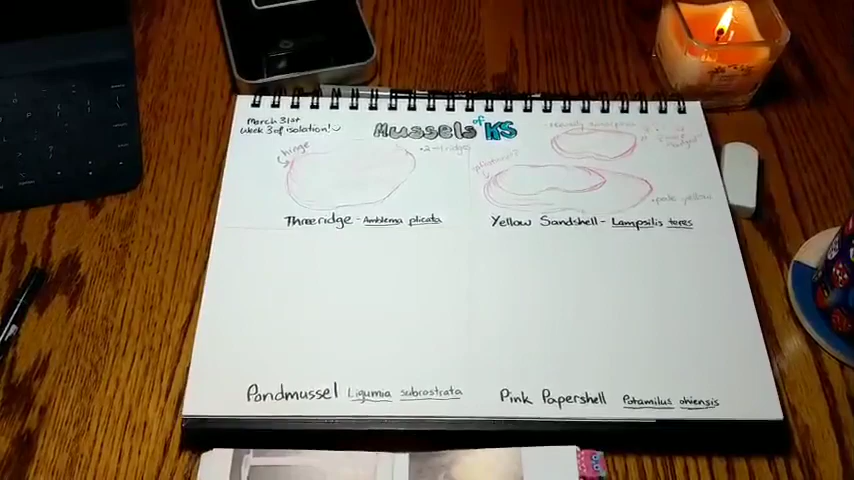 March 31st
Week 3 of isolation!
Mussels of KS
hinge
Threeridge - Amblema plicata
Yellow Sandshell - Lampsilis teres
• pale yellow
Pondmussel Ligumia subrostrata
Pink Papershell Potamilus ohiensis